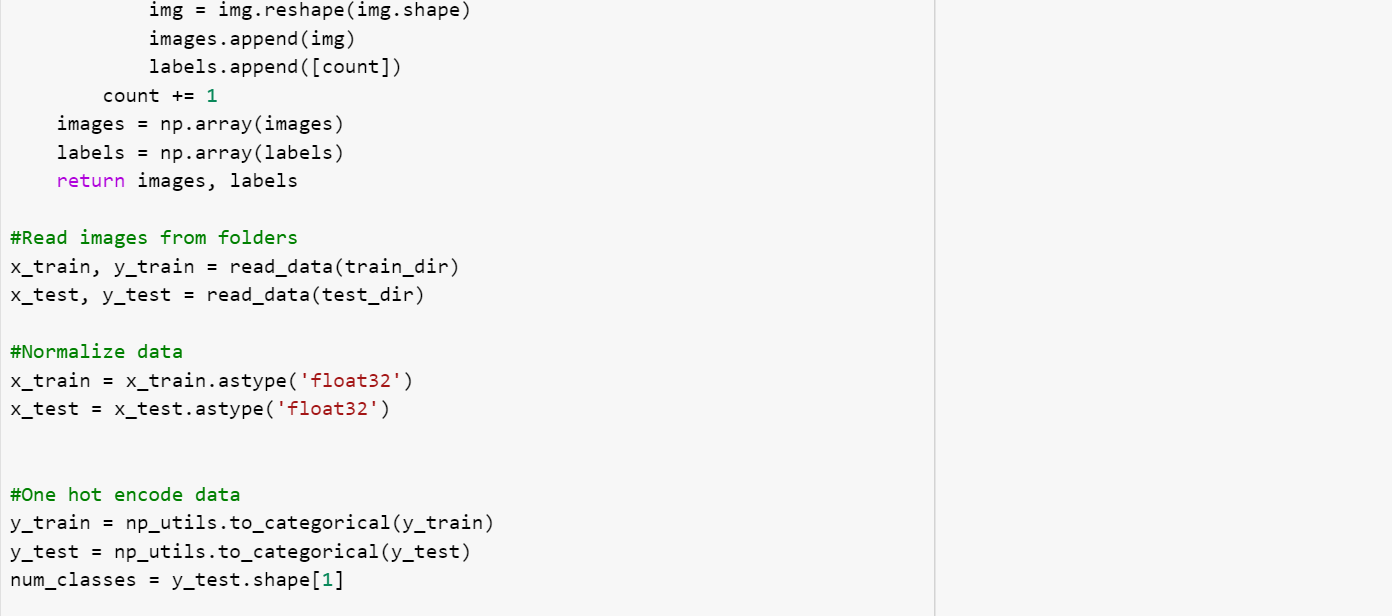 img = img.reshape(img.shape)
            images.append(img)
            labels.append([count])
        count += 1
    images = np.array(images)
    labels = np.array(labels)
    return images, labels

#Read images from folders
x_train, y_train = read_data(train_dir)
x_test, y_test = read_data(test_dir)

#Normalize data
x_train = x_train.astype('float32')
x_test = x_test.astype('float32')


#One hot encode data
y_train = np_utils.to_categorical(y_train)
y_test = np_utils.to_categorical(y_test)
num_classes = y_test.shape[1]